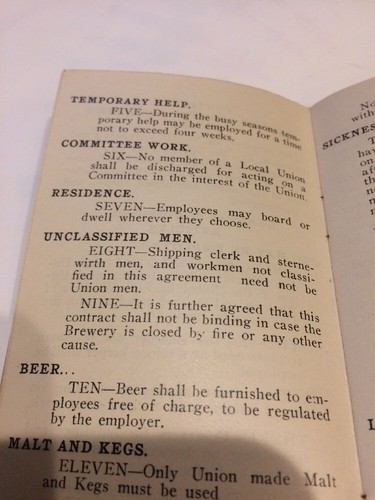 TEMPORARY HELP.
FIVE—During the busy seasons tem-
porary help may be employed for a time
not to exceed four weeks.
COMMITTEE WORK.
SIX—No member of a Local Union
shall be discharged for acting on a
Committee in the interest of the Union.
RESIDENCE.
SEVEN—Employees may board or
dwell wherever they choose.
UNCLASSIFIED MEN.
EIGHT—Shipping clerk and sterne-
wirth men, and workmen not classi-
fied in this agreement need not be
Union men.
NINE—It is further agreed that this
contract shall not be binding in case the
Brewery is closed by fire or any other
cause.
BEER...
TEN—Beer shall be furnished to em-
ployees free of charge, to be regulated
by the employer.
MALT AND KEGS.
ELEVEN—Only Union made Malt
and Kegs must be used
No
with
SICKNES